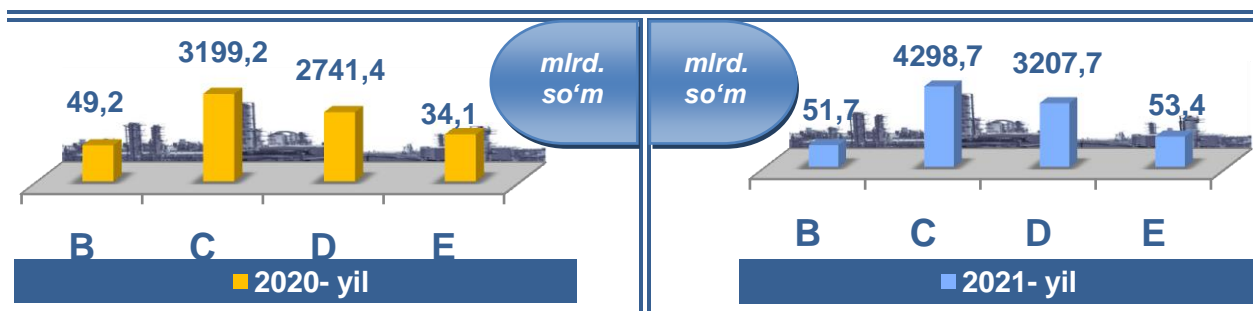 3199,2
2741,4
49,2
34,1
mlrd.
so‘m
B C D E
2020- yil
mlrd.
so‘m
4298,7
3207,7
51,7
53,4
B C D E
2021- yil